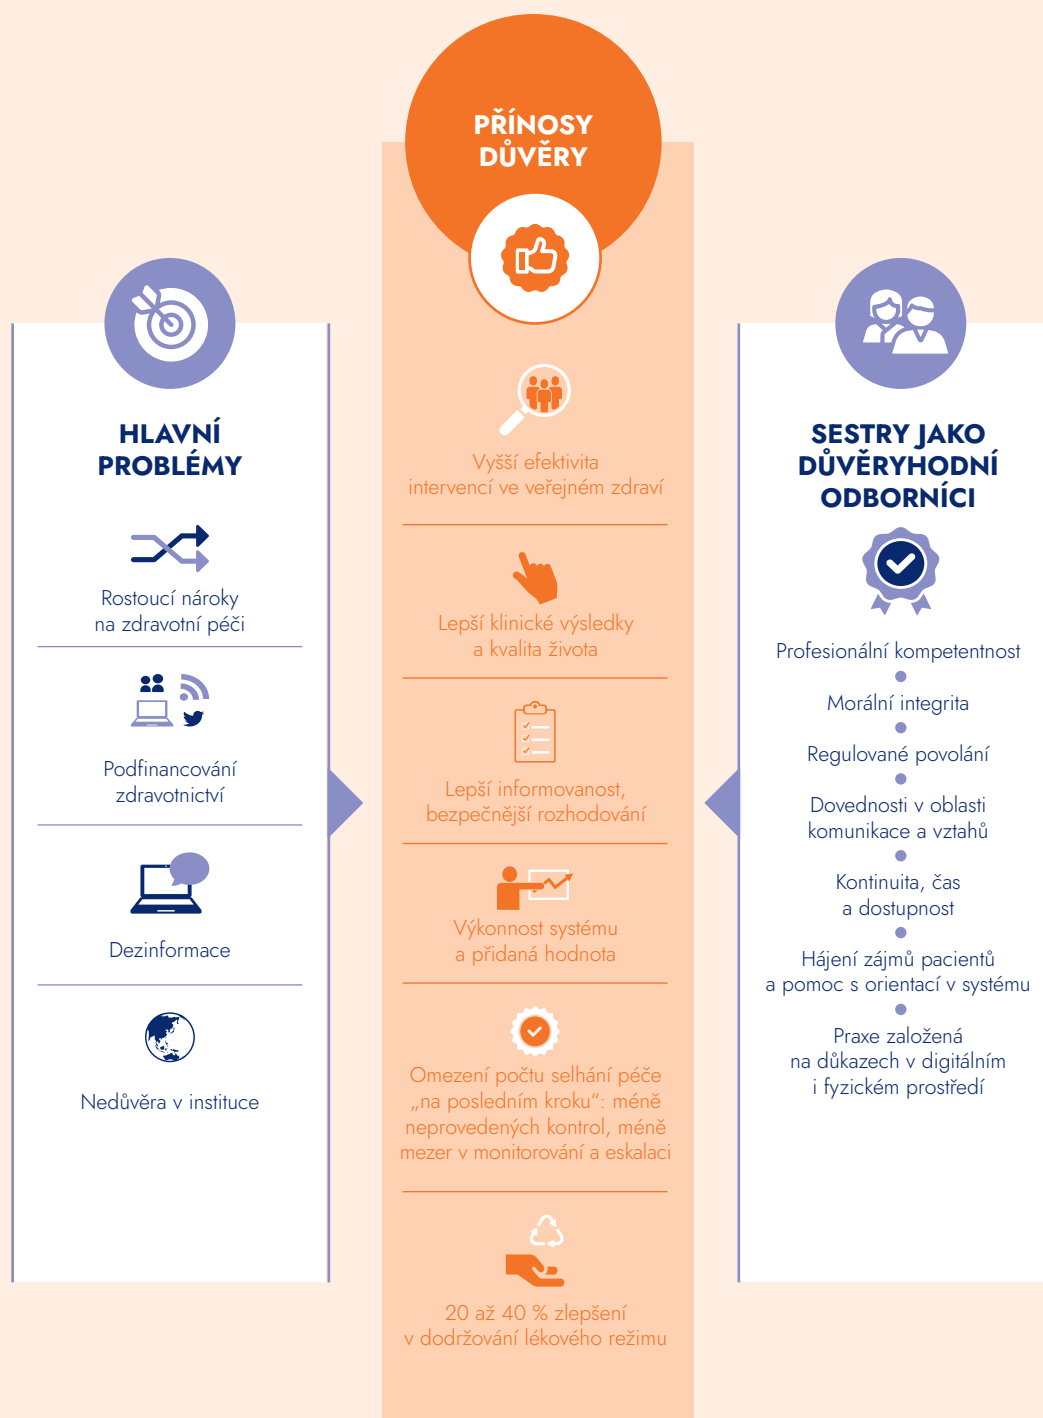 PŘÍNOSY
DŮVĚRY
HLAVNÍ
PROBLÉMY
Rostoucí nároky
na zdravotní péči
Podfinancování
zdravotnictví
Dezinformace
Nedůvěra v instituce
Vyšší efektivita
intervencí ve veřejném zdraví
Lepší klinické výsledky
a kvalita života
Lepší informovanost,
bezpečnější rozhodování
Výkonnost systému
a přidaná hodnota
Omezení počtu selhání péče
„na posledním kroku“: méně
neprovedených kontrol, méně
mezer v monitorování a eskalaci
20 až 40 % zlepšení
v dodržování lékového režimu
SESTRY JAKO
DŮVĚRYHODNÍ
ODBORNÍCI
Profesionální kompetentnost
Morální integrita
Regulované povolání
Dovednosti v oblasti
komunikace a vztahů
Kontinuita, čas
a dostupnost
Hájení zájmů pacientů
a pomoc s orientací v systému
Praxe založená
na důkazech v digitálním
i fyzickém prostředí